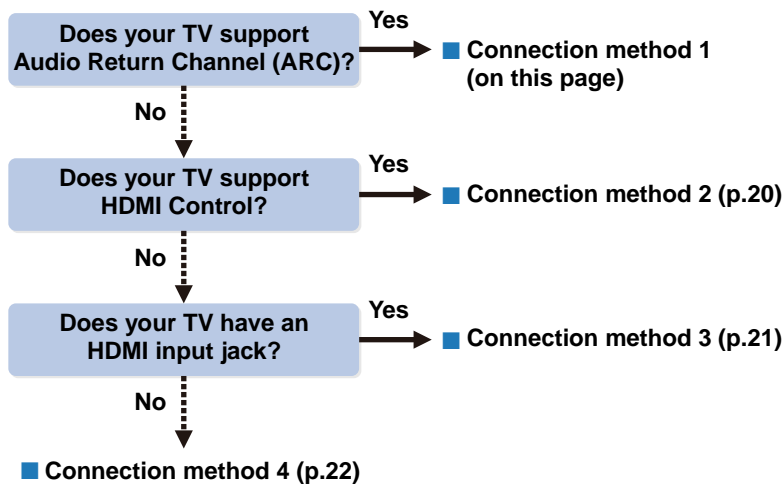 Does your TV support
Audio Return Channel (ARC)?
Yes
■ Connection method 1
(on this page)
No
Does your TV support
HDMI Control?
Yes
■ Connection method 2 (p.20)
No
Does your TV have an
HDMI input jack?
Yes
■ Connection method 3 (p.21)
No
■ Connection method 4 (p.22)